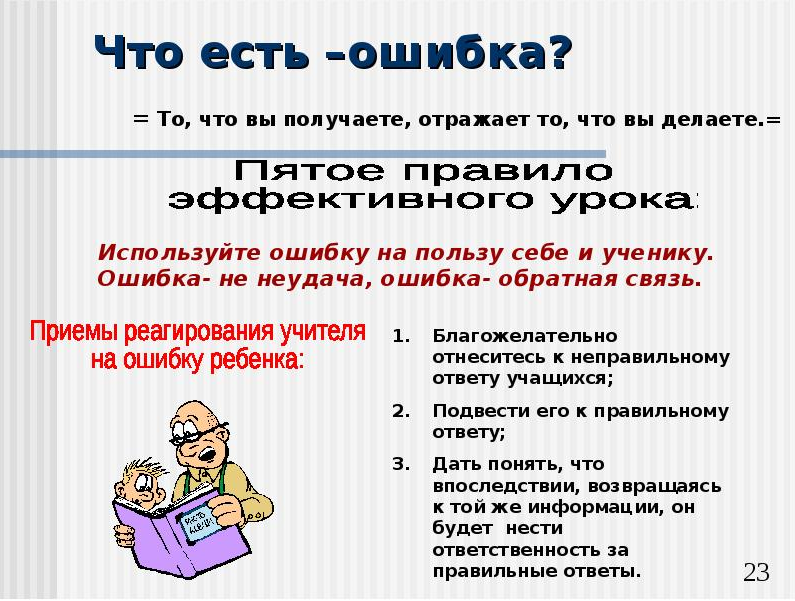 Что есть –ошибка?
= То, что вы получаете, отражает то, что вы делаете.=
Пятое правило
эффективного урока:
Используйте ошибку на пользу себе и ученику.
Ошибка- не неудача, ошибка- обратная связь.
Приемы реагирования учителя
на ошибку ребенка:
1. Благожелательно
отнеситесь к неправильному
ответу учащихся;
2. Подвести его к правильному
ответу;
3. Дать понять, что
впоследствии, возвращаясь
к той же информации, он
будет нести
ответственность за
правильные ответы.
23